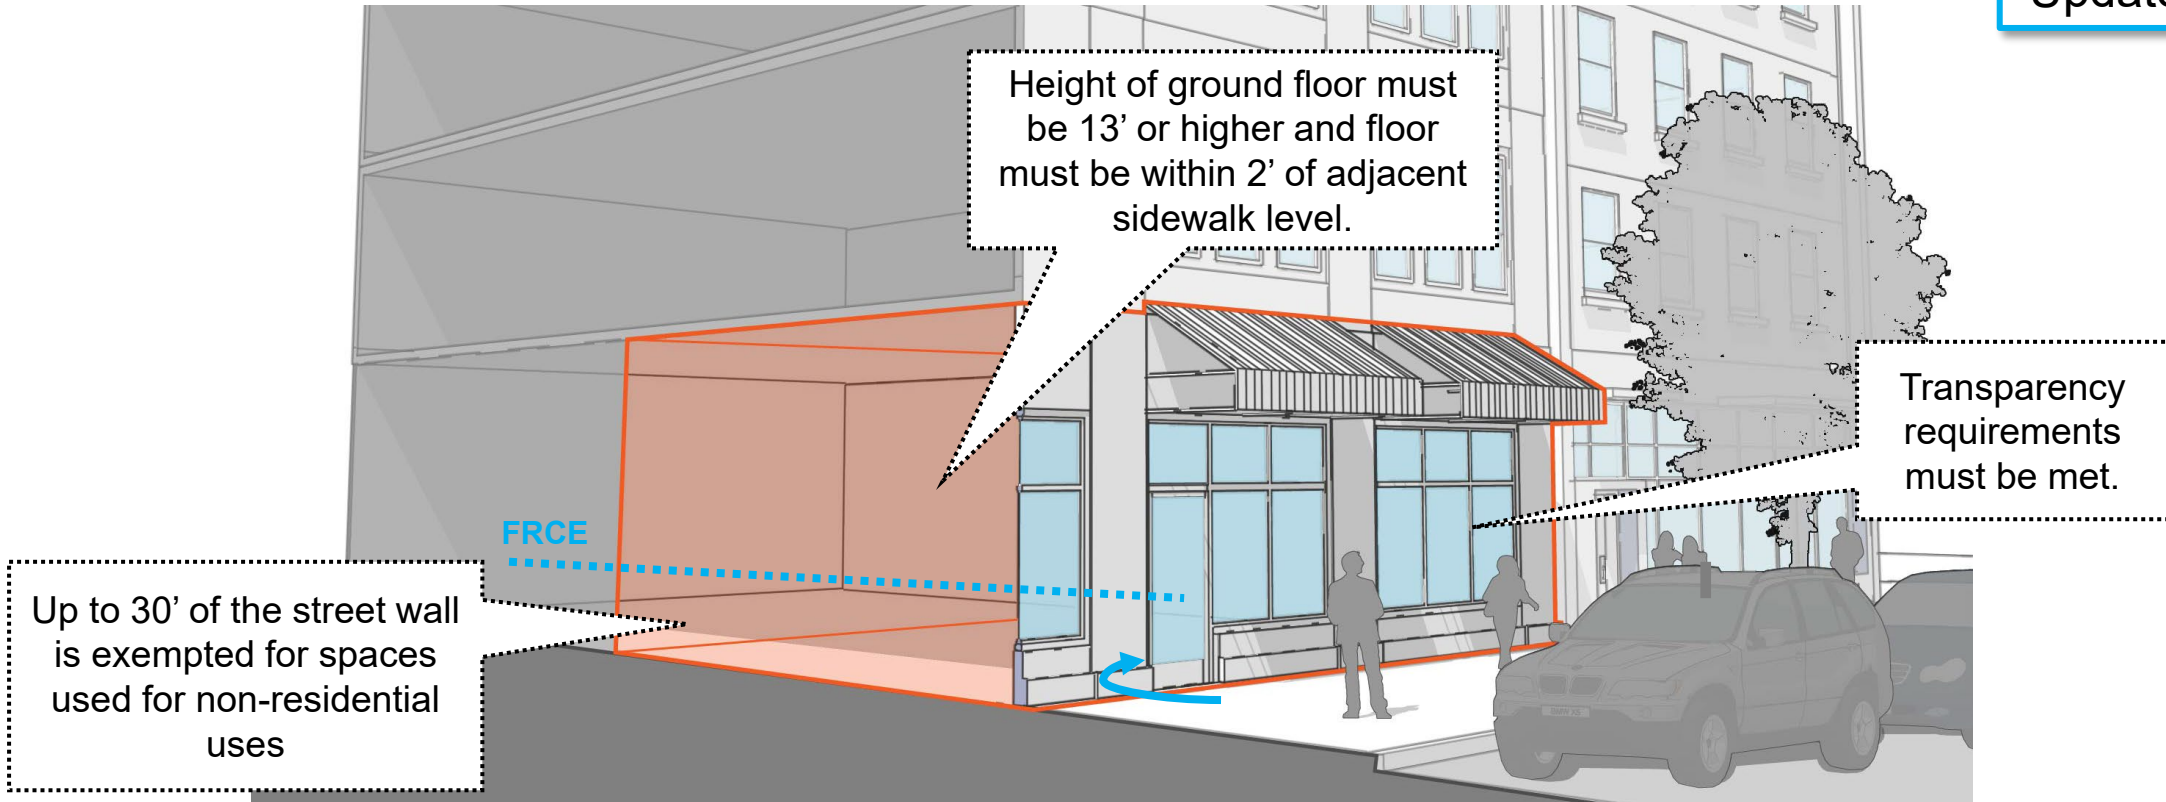 Height of ground floor must
be 13’ or higher and floor
must be within 2’ of adjacent
sidewalk level.
Transparency
requirements
must be met.
FRCE
Up to 30’ of the street wall
is exempted for spaces
used for non-residential
uses